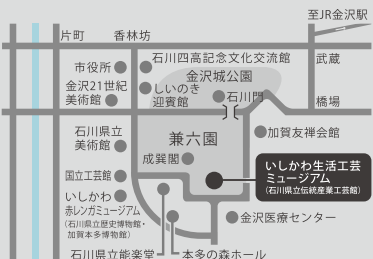 至JR金沢駅
片町
香林坊
武蔵
石川四高記念文化交流館
市役所
金沢城公園
しいのき
迎賓館
金沢21世紀
美術館
石川門
橋場
石川県立
美術館
兼六園
加賀友禅会館
成巽閣
いしかわ生活工芸
ミュージアム
(石川県立伝統産業工芸館)
国立工芸館
いしかわ
赤レンガミュージアム
(石川県立歴史博物館・
加賀本多博物館)
金沢医療センター
石川県立能楽堂
本多の森ホール